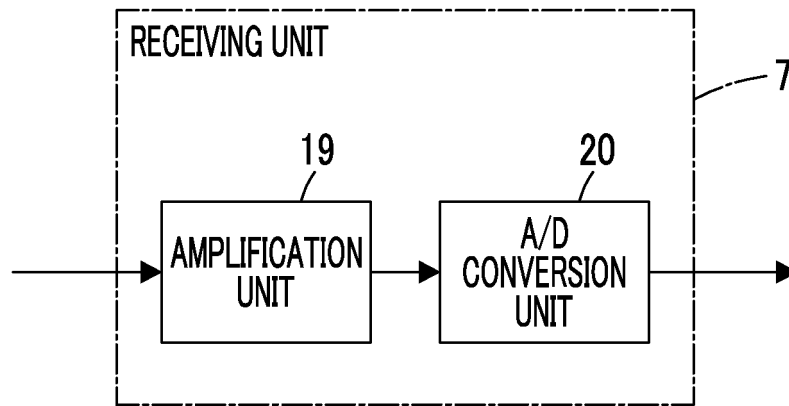 RECEIVING UNIT
7
19
20
AMPLIFICATION
UNIT
A/D
CONVERSION
UNIT